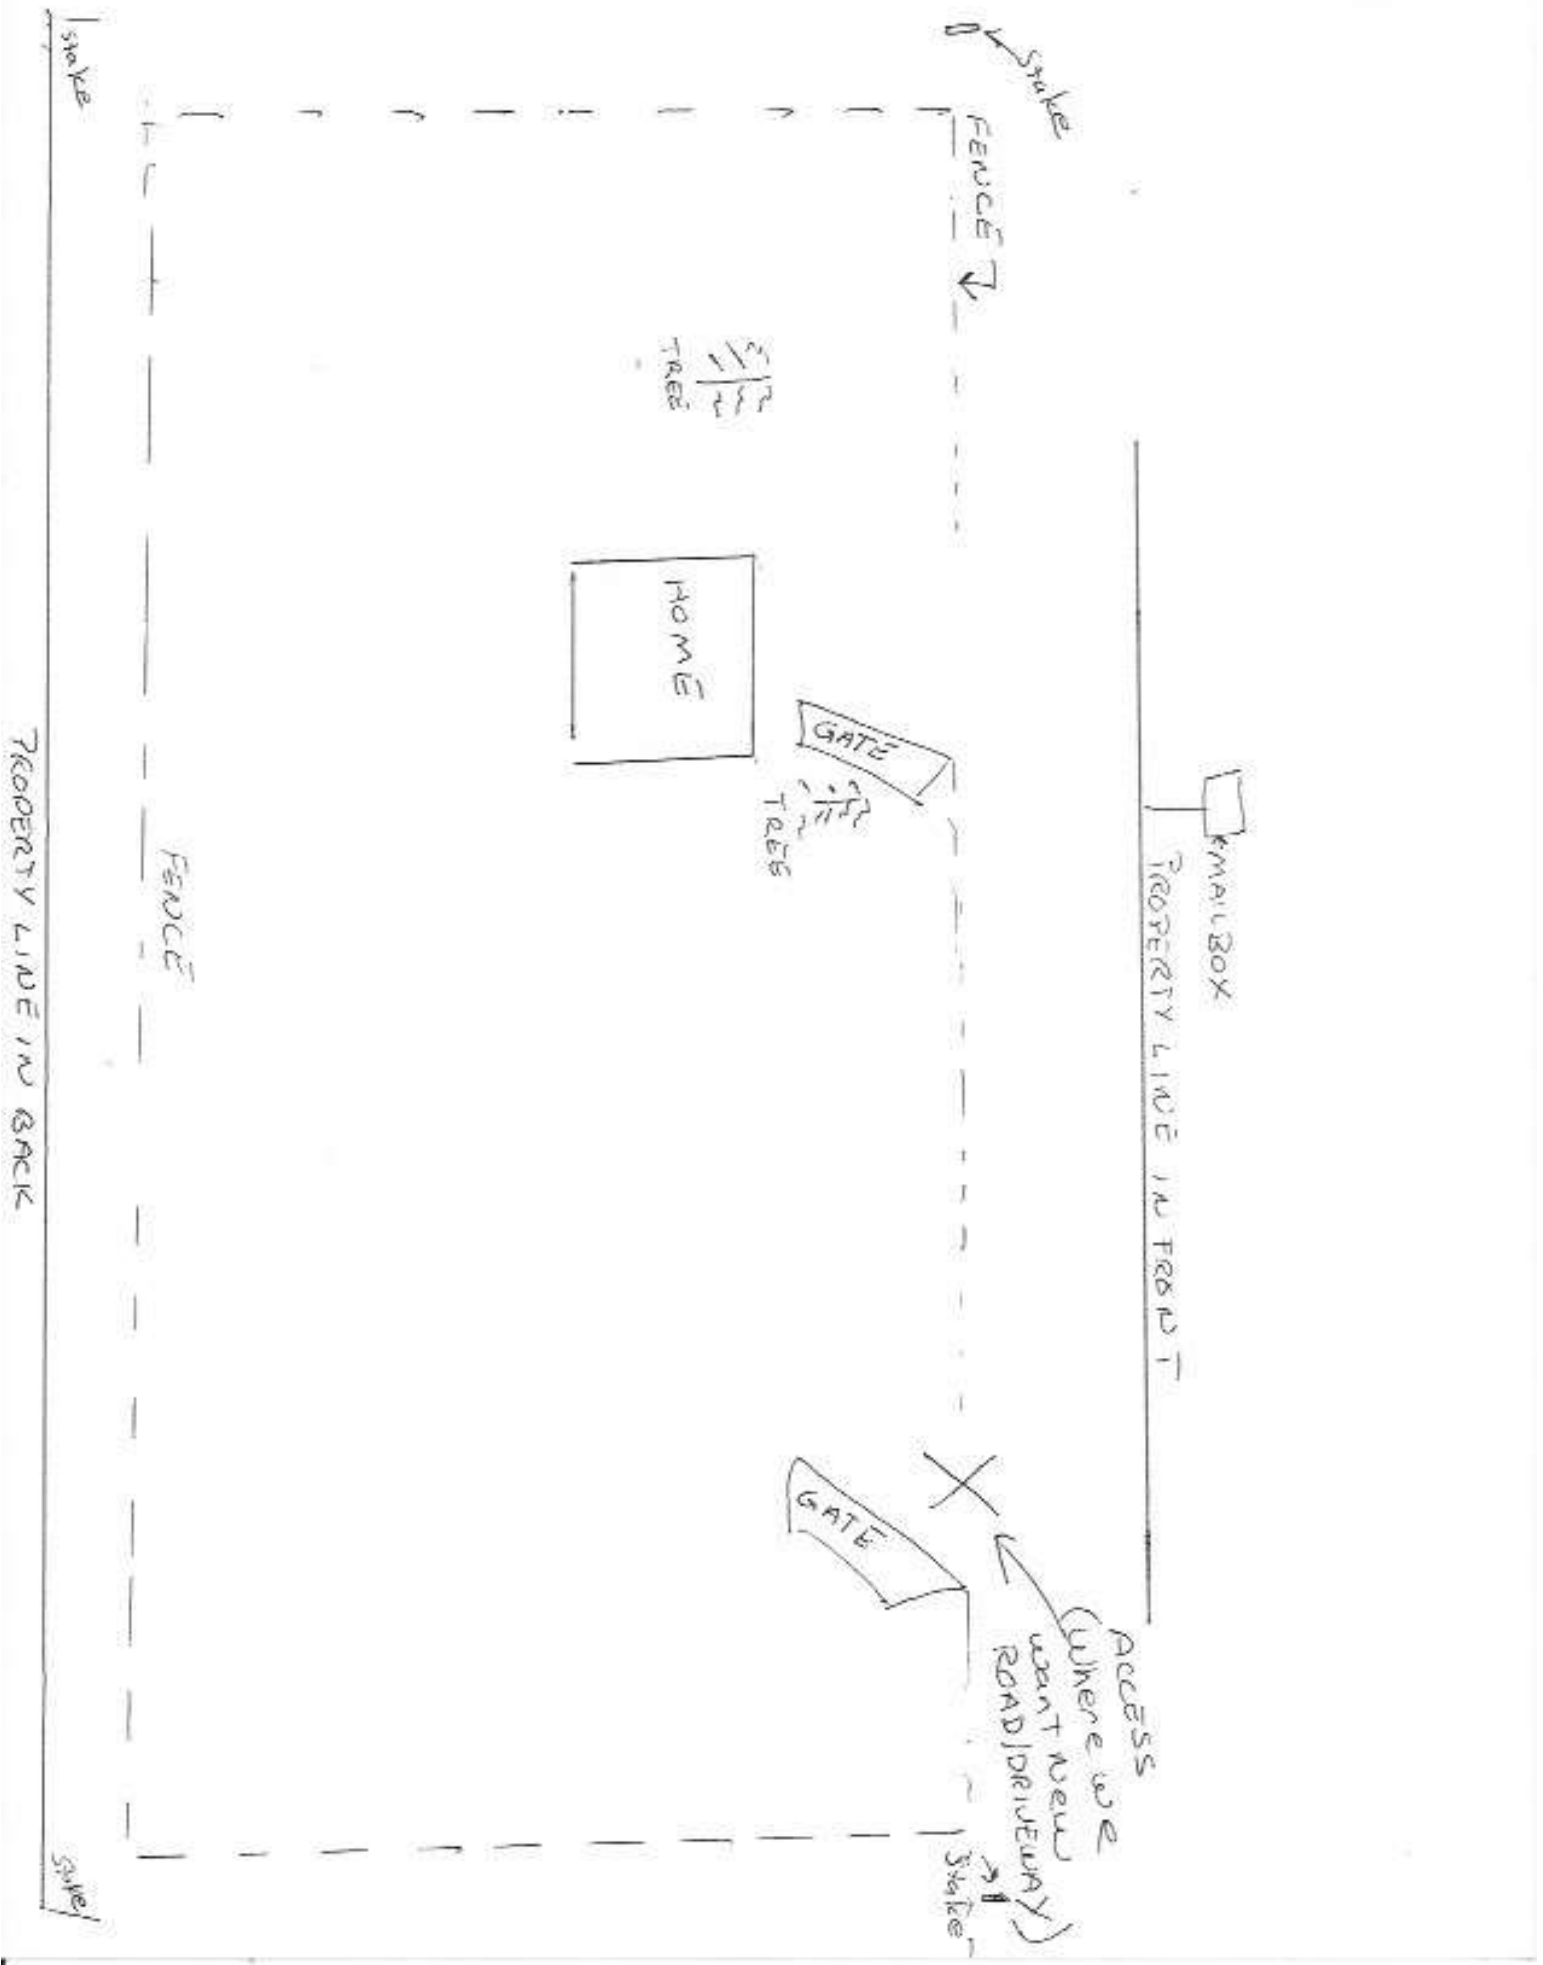 MAILBOX
PROPERTY LINE IN FRONT
ACCESS
(where we
want new
ROAD/DRIVEWAY)
Stake
FENCE
Stake
GATE
GATE
TREE
TREE
HOME
FENCE
stake
stake
PROPERTY LINE IN BACK